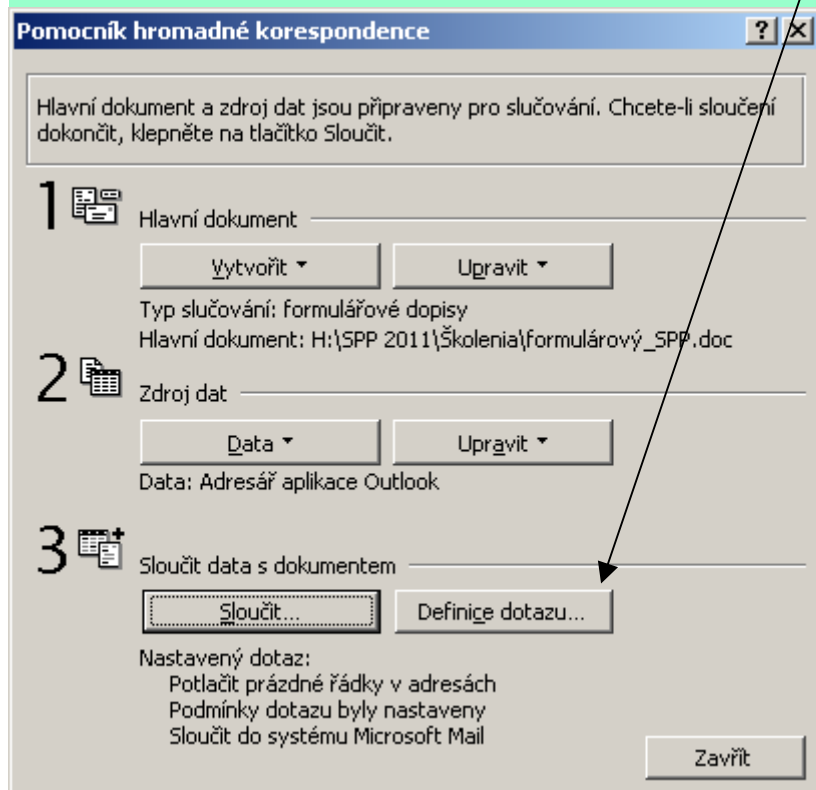 Pomocník hromadné korespondence
Hlavní dokument a zdroj dat jsou připraveny pro slučování. Chcete-li sloučení
dokončit, klepněte na tlačítko Sloučit.
1
Hlavní dokument
Vytvořit
Upravit
Typ slučování: formulářové dopisy
Hlavní dokument: H:\SPP 2011\Školenia\formulárový_SPP.doc
2
Zdroj dat
Data
Upravit
Data: Adresář aplikace Outlook
3
Sloučit data s dokumentem
Sloučit...
Definice dotazu...
Nastavený dotaz:
Potlačit prázdné řádky v adresách
Podmínky dotazu byly nastaveny
Sloučit do systému Microsoft Mail
Zavřít